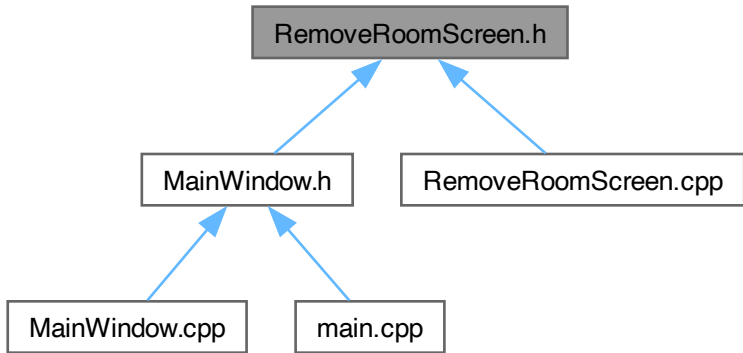 RemoveRoomScreen.h
MainWindow.h
RemoveRoomScreen.cpp
MainWindow.cpp
main.cpp